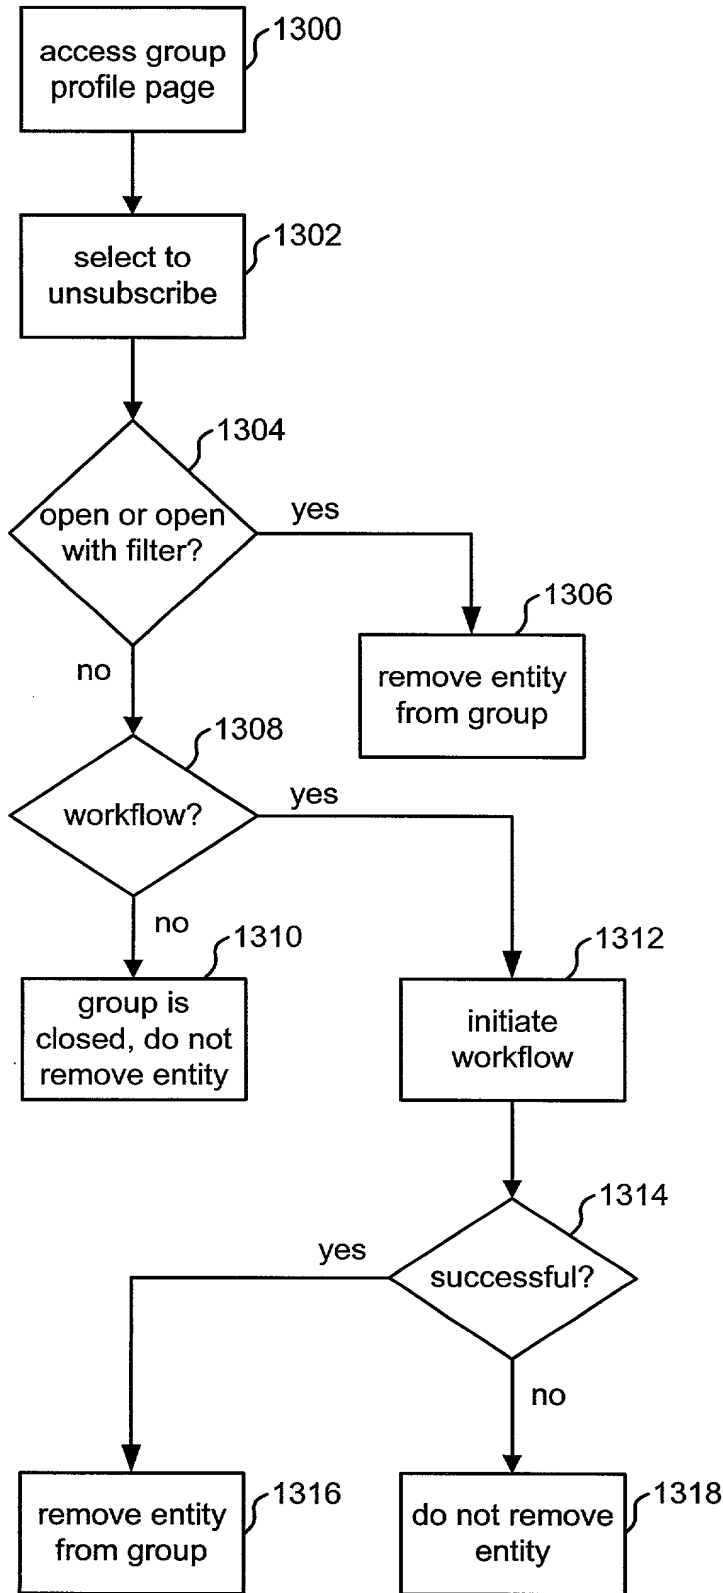 access group
profile page
1300
select to
unsubscribe
1302
1304
open or open
with filter?
yes
1306
remove entity
from group
no
1308
workflow?
yes
no
1310
group is
closed, do not
remove entity
1312
initiate
workflow
1314
successful?
yes
no
1316
remove entity
from group
1318
do not remove
entity